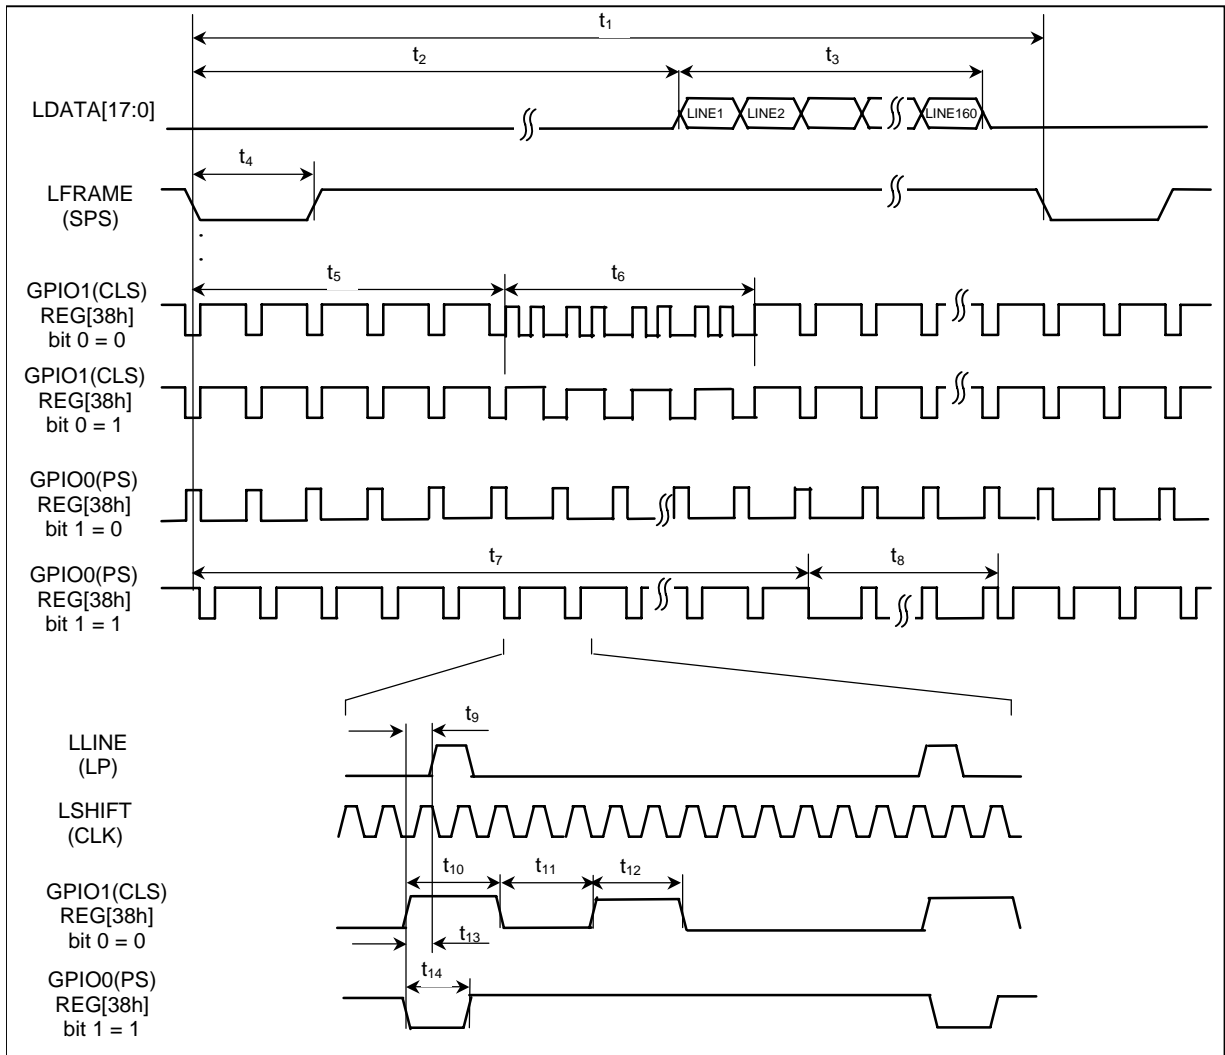 t1
t2
t3
LDATA[17:0]
LINE1
LINE2
LINE160
t4
LFRAME
(SPS)
t5
t6
GPIO1(CLS)
REG[38h]
bit 0 = 0
GPIO1(CLS)
REG[38h]
bit 0 = 1
GPIO0(PS)
REG[38h]
bit 1 = 0
t7
t8
GPIO0(PS)
REG[38h]
bit 1 = 1
t9
LLINE
(LP)
LSHIFT
(CLK)
t10
t11
t12
GPIO1(CLS)
REG[38h]
bit 0 = 0
t13
t14
GPIO0(PS)
REG[38h]
bit 1 = 1